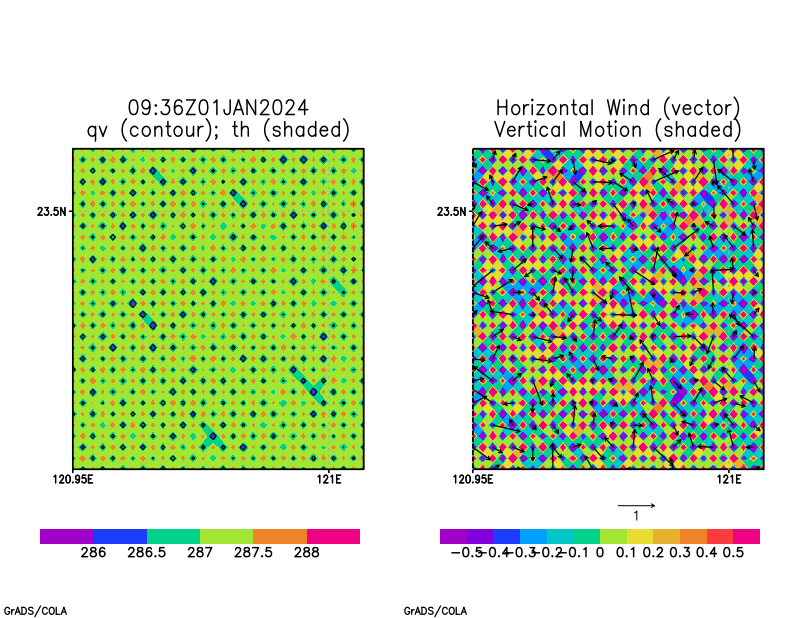 09:36Z01JAN2024
qv (contour); th (shaded)
23.5N
120.95E 121E
286 286.5 287 287.5 288
GrADS/COLA
Horizontal Wind (vector)
Vertical Motion (shaded)
23.5N
120.95E 121E
1
-0.5 -0.4 -0.3 -0.2 -0.1 0 0.1 0.2 0.3 0.4 0.5
GrADS/COLA